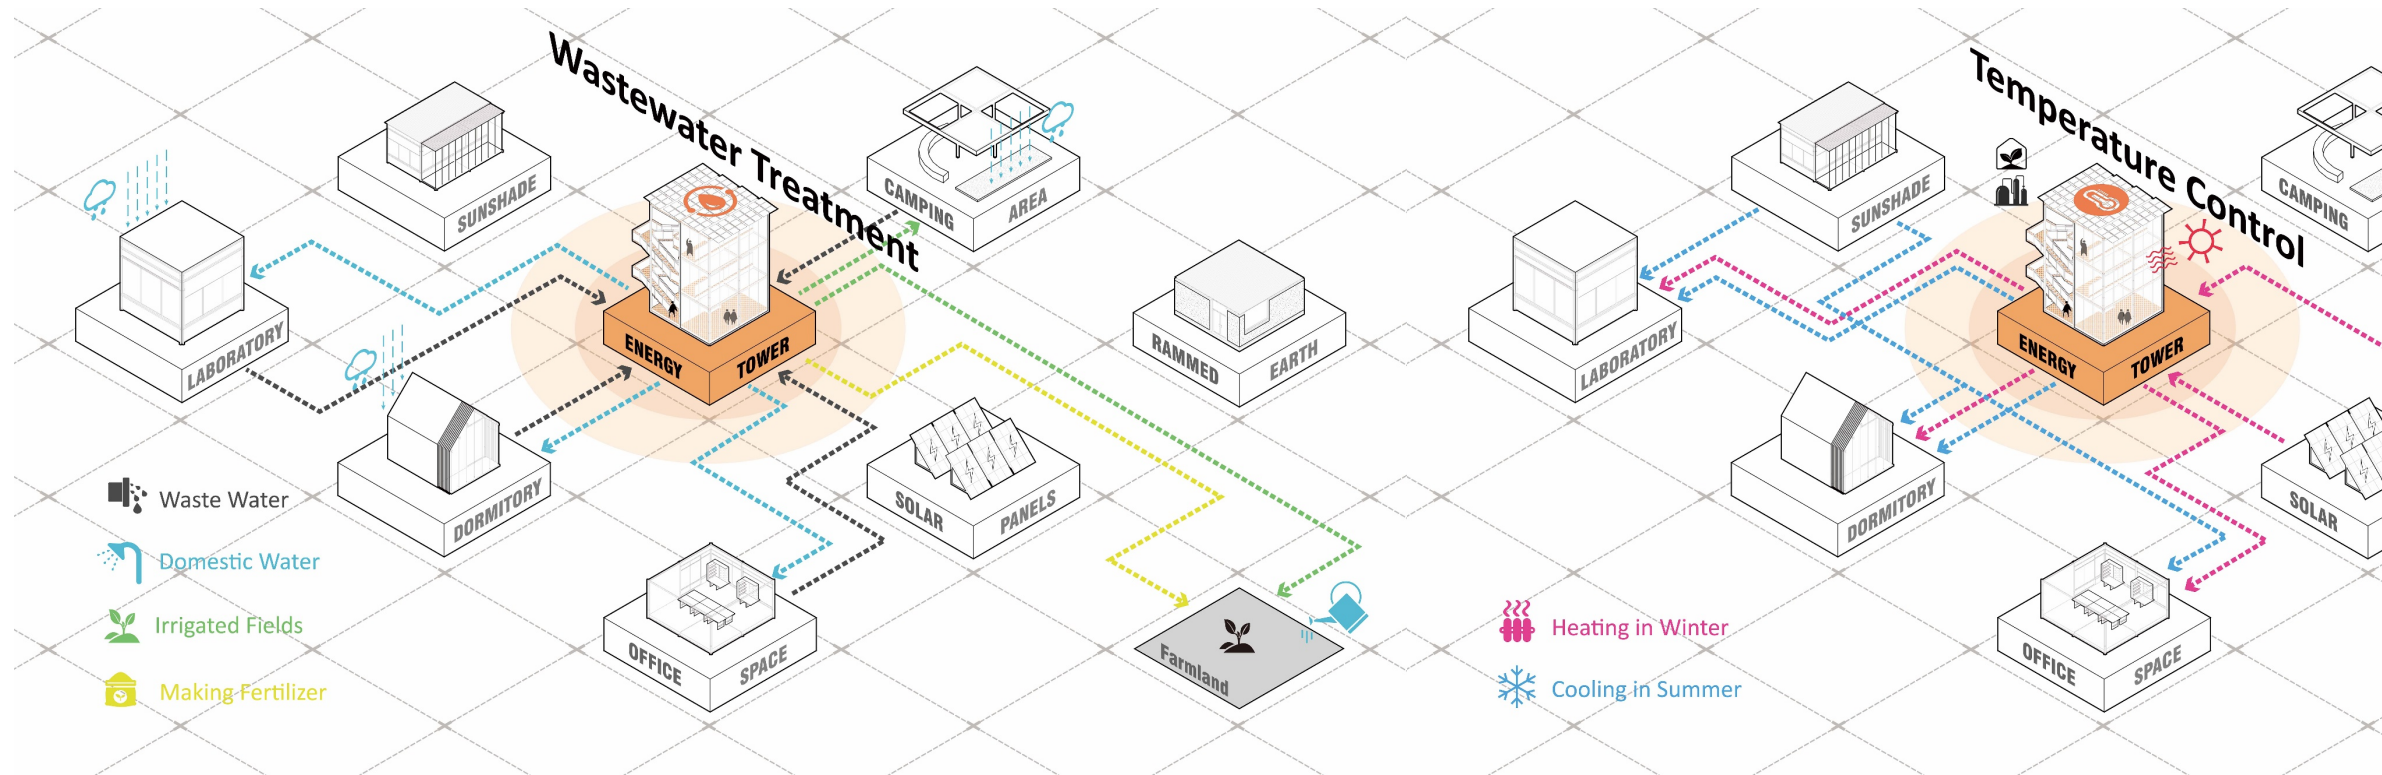 Wastewater Treatment
SUNSHADE
CAMPING AREA
LABORATORY
ENERGY TOWER
RAMMED EARTH
DORMITORY
SOLAR PANELS
OFFICE SPACE
Farmland
Waste Water
Domestic Water
Irrigated Fields
Making Fertilizer
Temperature Control
SUNSHADE
CAMPING
LABORATORY
ENERGY TOWER
DORMITORY
SOLAR
OFFICE SPACE
Heating in Winter
Cooling in Summer